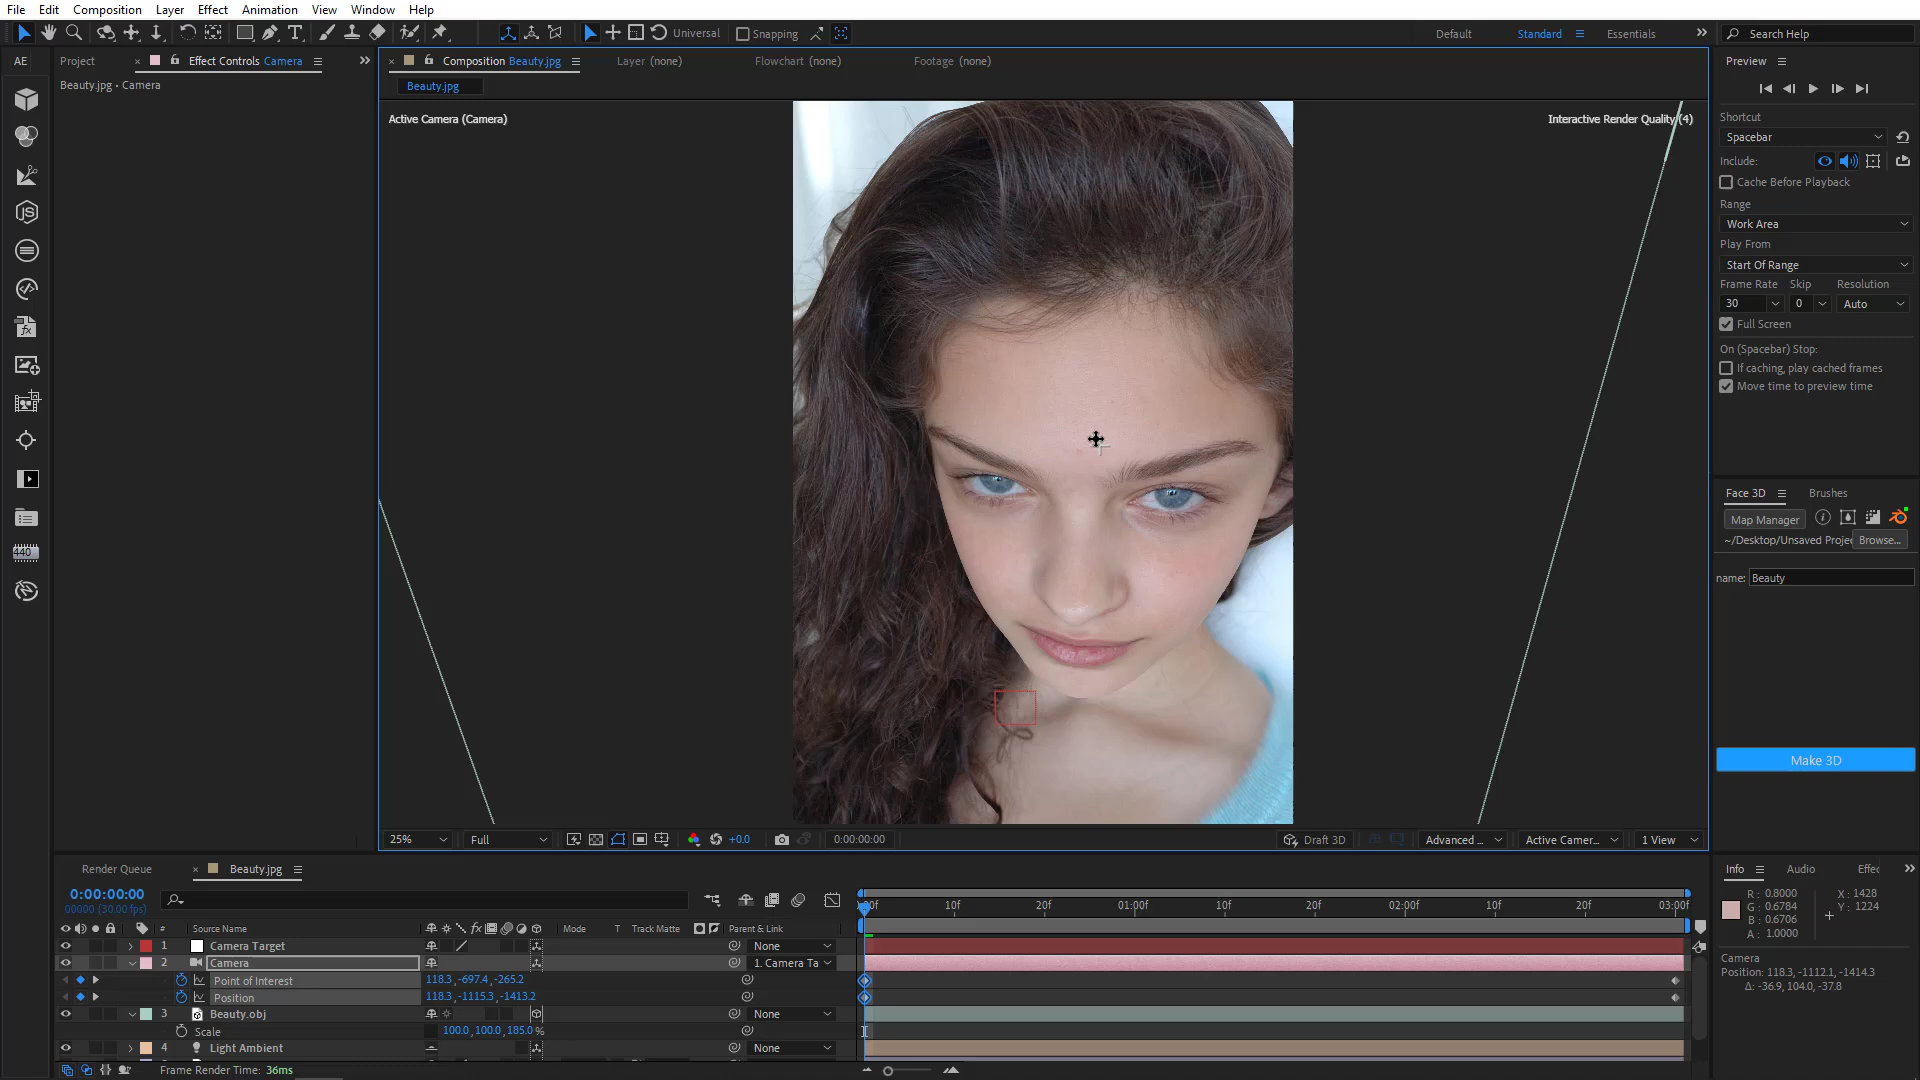 File Edit Composition Layer Effect Animation View Window Help
Universal Snapping Default Standard Essentials Search Help
AE Project Effect Controls Camera Composition Beauty.jpg Layer (none) Flowchart (none) Footage (none) Preview
Beauty.jpg • Camera
Beauty.jpg
Active Camera (Camera) Interactive Render Quality (4)
Shortcut
Spacebar
Include:
Cache Before Playback
Range
Work Area
Play From
Start Of Range
Frame Rate Skip Resolution
30 0 Auto
Full Screen
On (Spacebar) Stop:
If caching, play cached frames
Move time to preview time
Face 3D Brushes
Map Manager
~/Desktop/Unsaved Projec Browse...
name: Beauty
Make 3D
JS
fx
440
25% Full +0.0 0:00:00:00 Draft 3D Advanced ... Active Camer... 1 View
Render Queue Beauty.jpg Info Audio Effec
0:00:00:00
00000 (30.00 fps)
:00f 10f 20f 01:00f 10f 20f 02:00f 10f 20f 03:00f
R : 0.8000 X : 1428
G : 0.6784 Y : 1224
B : 0.6706
A : 1.0000
# Source Name fx Mode T Track Matte Parent & Link
1 Camera Target None
2 Camera 1. Camera Ta
Point of Interest 118.3, -697.4, -265.2
Position 118.3, -1115.3, -1413.2
3 Beauty.obj None
Scale 100.0, 100.0, 185.0 %
4 Light Ambient None
Camera
Position: 118.3, -1112.1, -1414.3
Δ: -36.9, 104.0, -37.8
Frame Render Time: 36ms